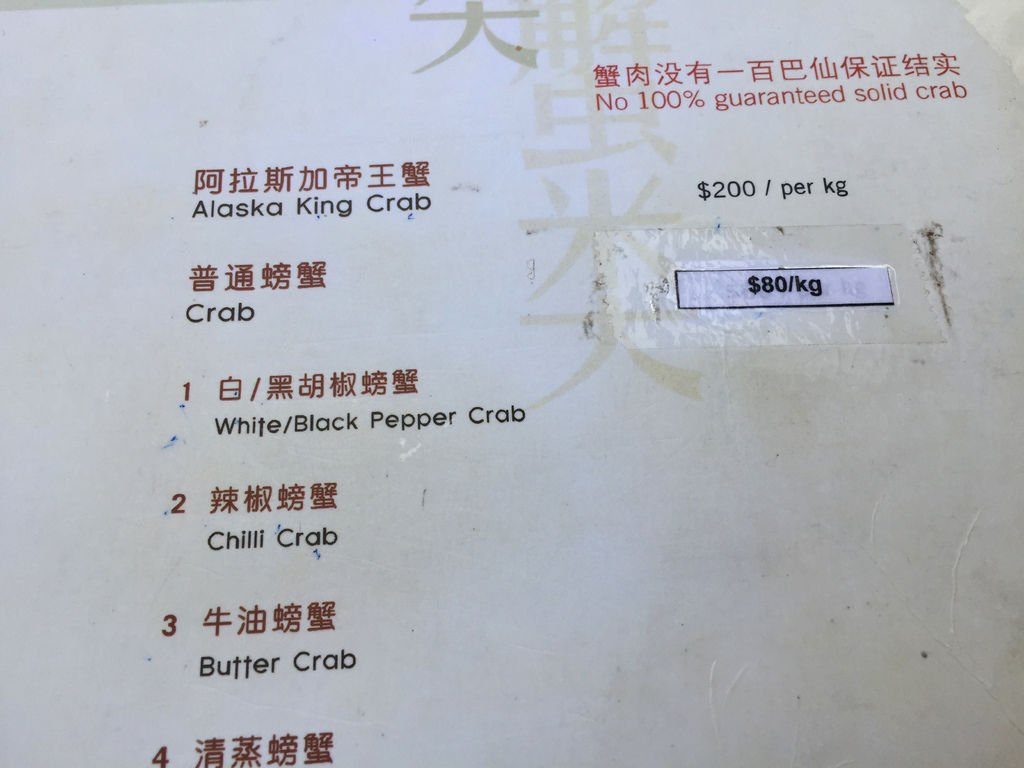 蟹肉没有一百巴仙保证结实
No 100% guaranteed solid crab
阿拉斯加帝王蟹
Alaska King Crab
$200 / per kg
普通螃蟹
Crab
$80/kg
1 白/黑胡椒螃蟹
White/Black Pepper Crab
2 辣椒螃蟹
Chilli Crab
3 牛油螃蟹
Butter Crab
4 清蒸螃蟹